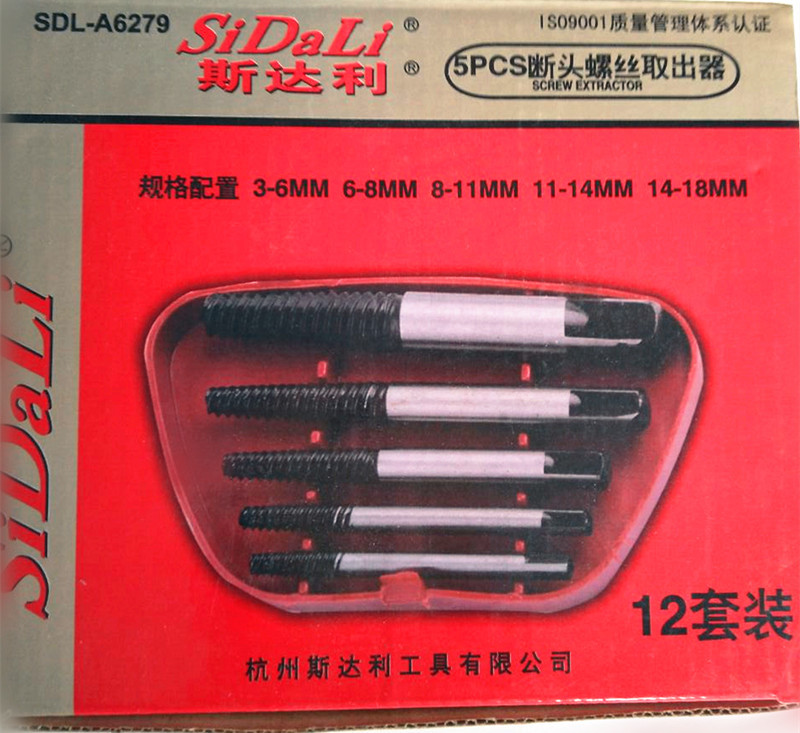 SDL-A6279
SiDaLi®
斯达利®
ISO9001质量管理体系认证
5PCS断头螺丝取出器
SCREW EXTRACTOR
规格配置 3-6MM 6-8MM 8-11MM 11-14MM 14-18MM
SiDaLi
12套装
杭州斯达利工具有限公司